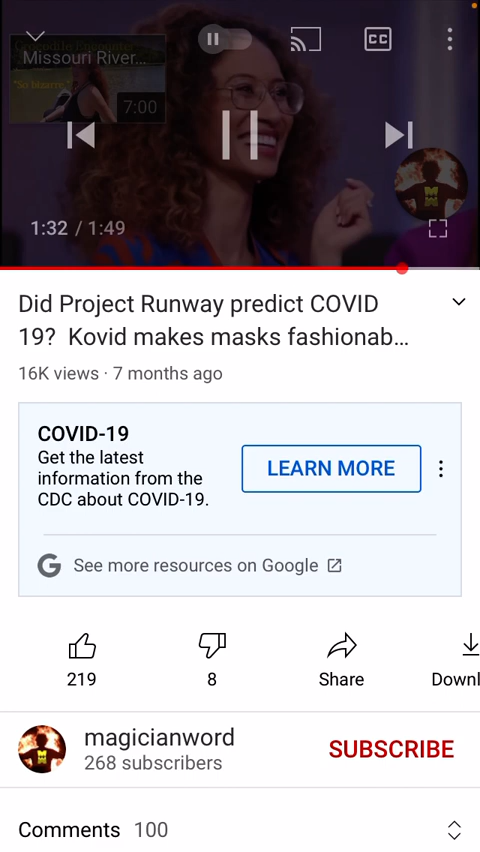 Missouri River...
7:00
CC
1:32 / 1:49
Did Project Runway predict COVID
19? Kovid makes masks fashionab...
16K views · 7 months ago
COVID-19
Get the latest
information from the
CDC about COVID-19.
LEARN MORE
G See more resources on Google
219
8
Share
Downl
magicianword
268 subscribers
SUBSCRIBE
Comments 100